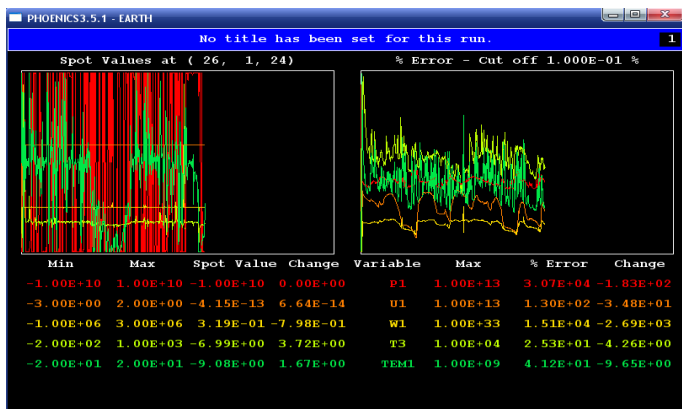 PHOENICS3.5.1 - EARTH
No title has been set for this run. 1
Spot Values at ( 26, 1, 24) % Error - Cut off 1.000E-01 %
Min Max Spot Value Change Variable Max % Error Change
-1.00E+10 1.00E+10 -1.00E+10 0.00E+00 P1 1.00E+13 3.07E+04 -1.83E+02
-3.00E+00 2.00E+00 -4.15E-13 6.64E-14 U1 1.00E+13 1.30E+02 -3.48E+01
-1.00E+06 3.00E+06 3.19E-01 -7.98E-01 W1 1.00E+33 1.51E+04 -2.69E+03
-2.00E+02 1.00E+03 -6.99E+00 3.72E+00 T3 1.00E+04 2.53E+01 -4.26E+00
-2.00E+01 2.00E+01 -9.08E+00 1.67E+00 TEM1 1.00E+09 4.12E+01 -9.65E+00